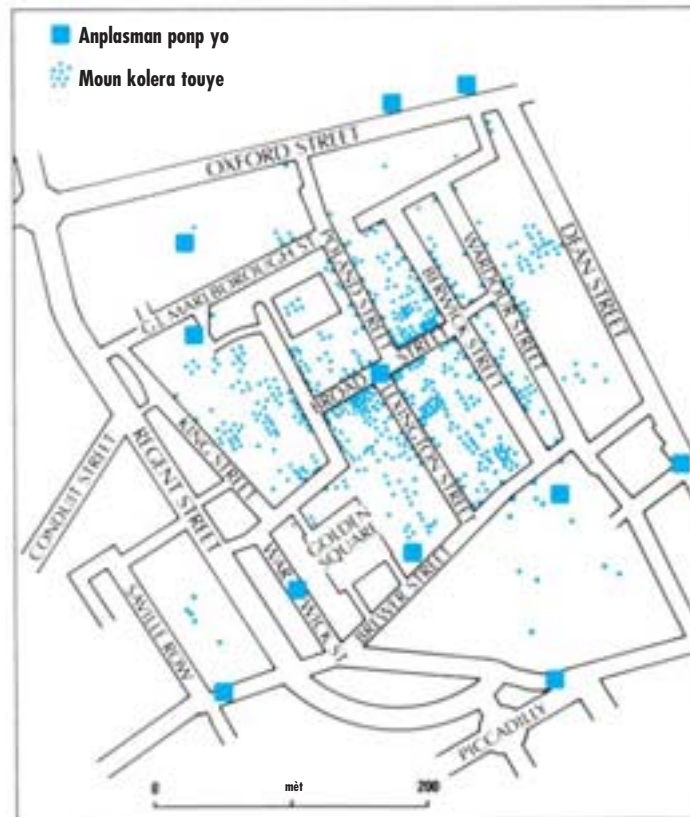 Anplasman ponp yo
Moun kolera touye
OXFORD STREET
GT. MARLBOROUGH ST.
POLAND STREET
BERWICK STREET
WARDOUR STREET
DEAN STREET
BROAD STREET
KING STREET
LEXINGTON STREET
REGENT STREET
CONDUIT STREET
GOLDEN
SQUARE
WARWICK ST.
BREWER STREET
SAVILLE ROW
PICCADILLY
0 mèt 200